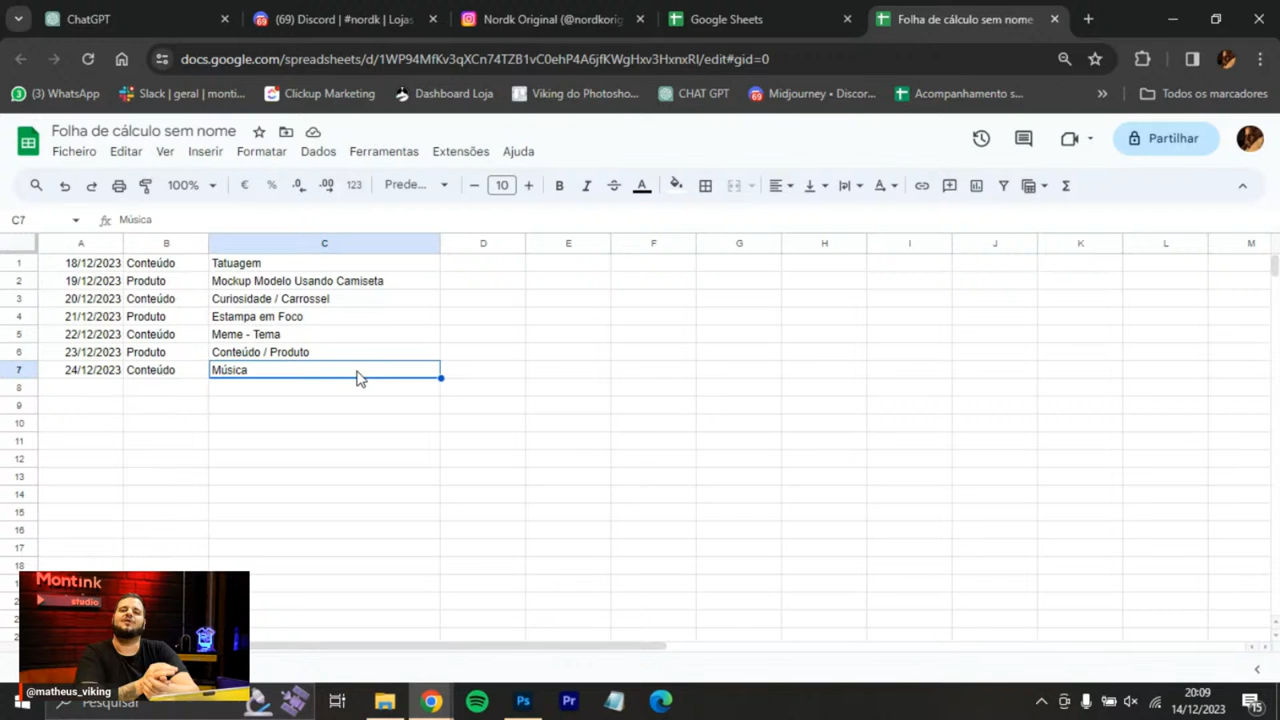 ChatGPT
(69) Discord | #nordk | Lojas
Nordk Original (@nordkorig
Google Sheets
Folha de cálculo sem nome
docs.google.com/spreadsheets/d/1WP94MfKv3qXCn74TZB1vC0ehP4A6jfKWgHxv3HxnxRI/edit#gid=0
(3) WhatsApp
Slack | geral | monti...
Clickup Marketing
Dashboard Loja
Viking do Photosho...
CHAT GPT
Midjourney • Discor...
Acompanhamento s...
Todos os marcadores
Folha de cálculo sem nome
Ficheiro Editar Ver Inserir Formatar Dados Ferramentas Extensões Ajuda
Partilhar
100% € % .0 .00 123 Prede... 10 B I A
C7 fx Música
A B C D E F G H I J K L M
1 18/12/2023 Conteúdo Tatuagem
2 19/12/2023 Produto Mockup Modelo Usando Camiseta
3 20/12/2023 Conteúdo Curiosidade / Carrossel
4 21/12/2023 Produto Estampa em Foco
5 22/12/2023 Conteúdo Meme - Tema
6 23/12/2023 Produto Conteúdo / Produto
7 24/12/2023 Conteúdo Música
8
9
10
11
12
13
14
15
16
17
18
Montink
studio
@matheus_viking
Pesquisar
Ps
Pr
20:09
14/12/2023
15